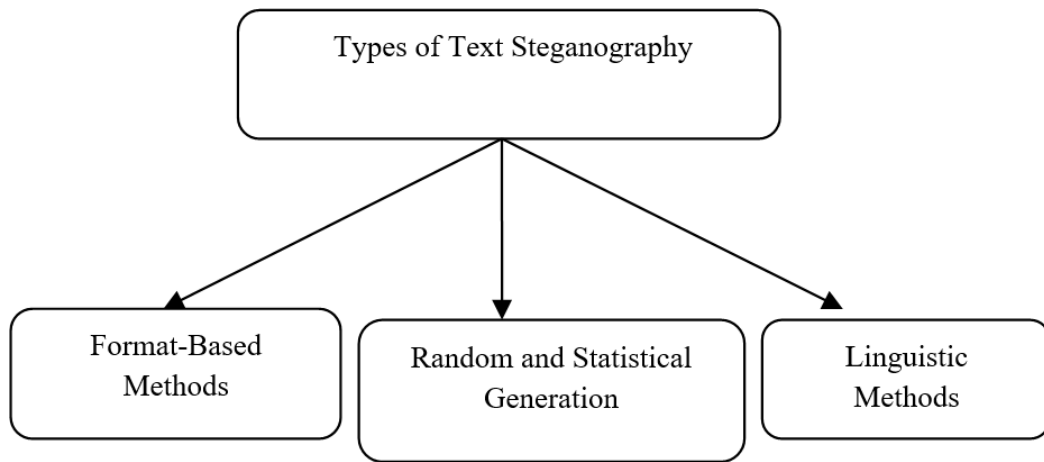 Types of Text Steganography
Format-Based
Methods
Random and Statistical
Generation
Linguistic
Methods